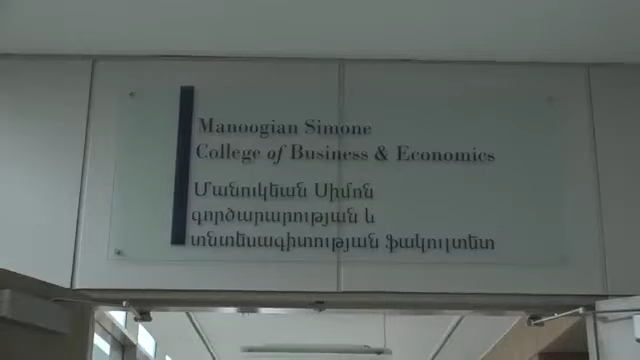 Manoogian Simone
College of Business & Economics
Մանուկեան Սիմոն
գործարարության և
տնտեսագիտության ֆակուլտետ